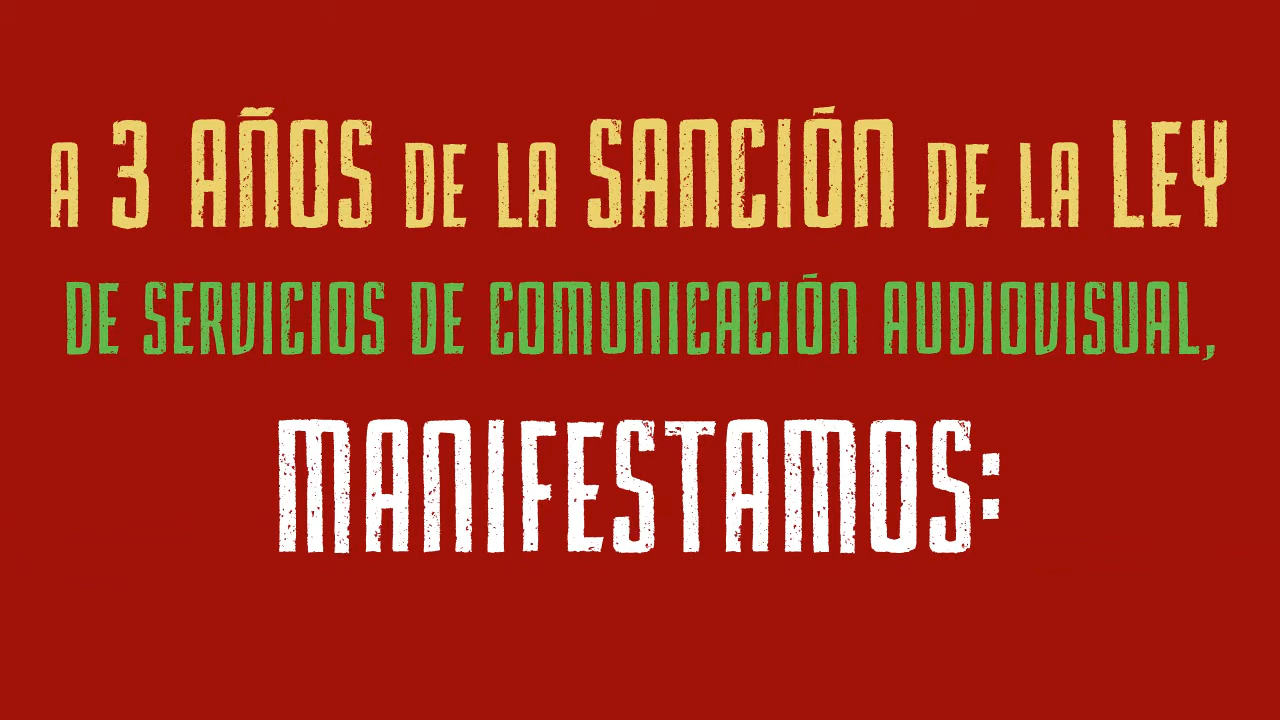 A 3 AÑOS DE LA SANCIÓN DE LA LEY
DE SERVICIOS DE COMUNICACIÓN AUDIOVISUAL,
MANIFESTAMOS: